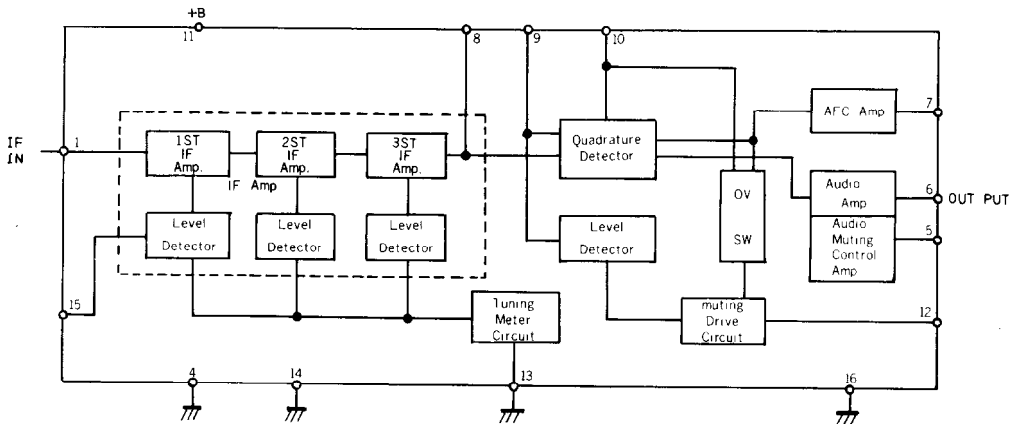 +B
11
8
9
10
AFC Amp
7
IF
IN
1
1ST
IF
Amp.
2ST
IF
Amp.
3ST
IF
Amp.
IF Amp
Quadrature
Detector
OV
SW
Audio
Amp
6
OUT PUT
Audio
Muting
Control
Amp
5
Level
Detector
Level
Detector
Level
Detector
Level
Detector
15
Tuning
Meter
Circuit
muting
Drive
Circuit
12
4
14
13
16